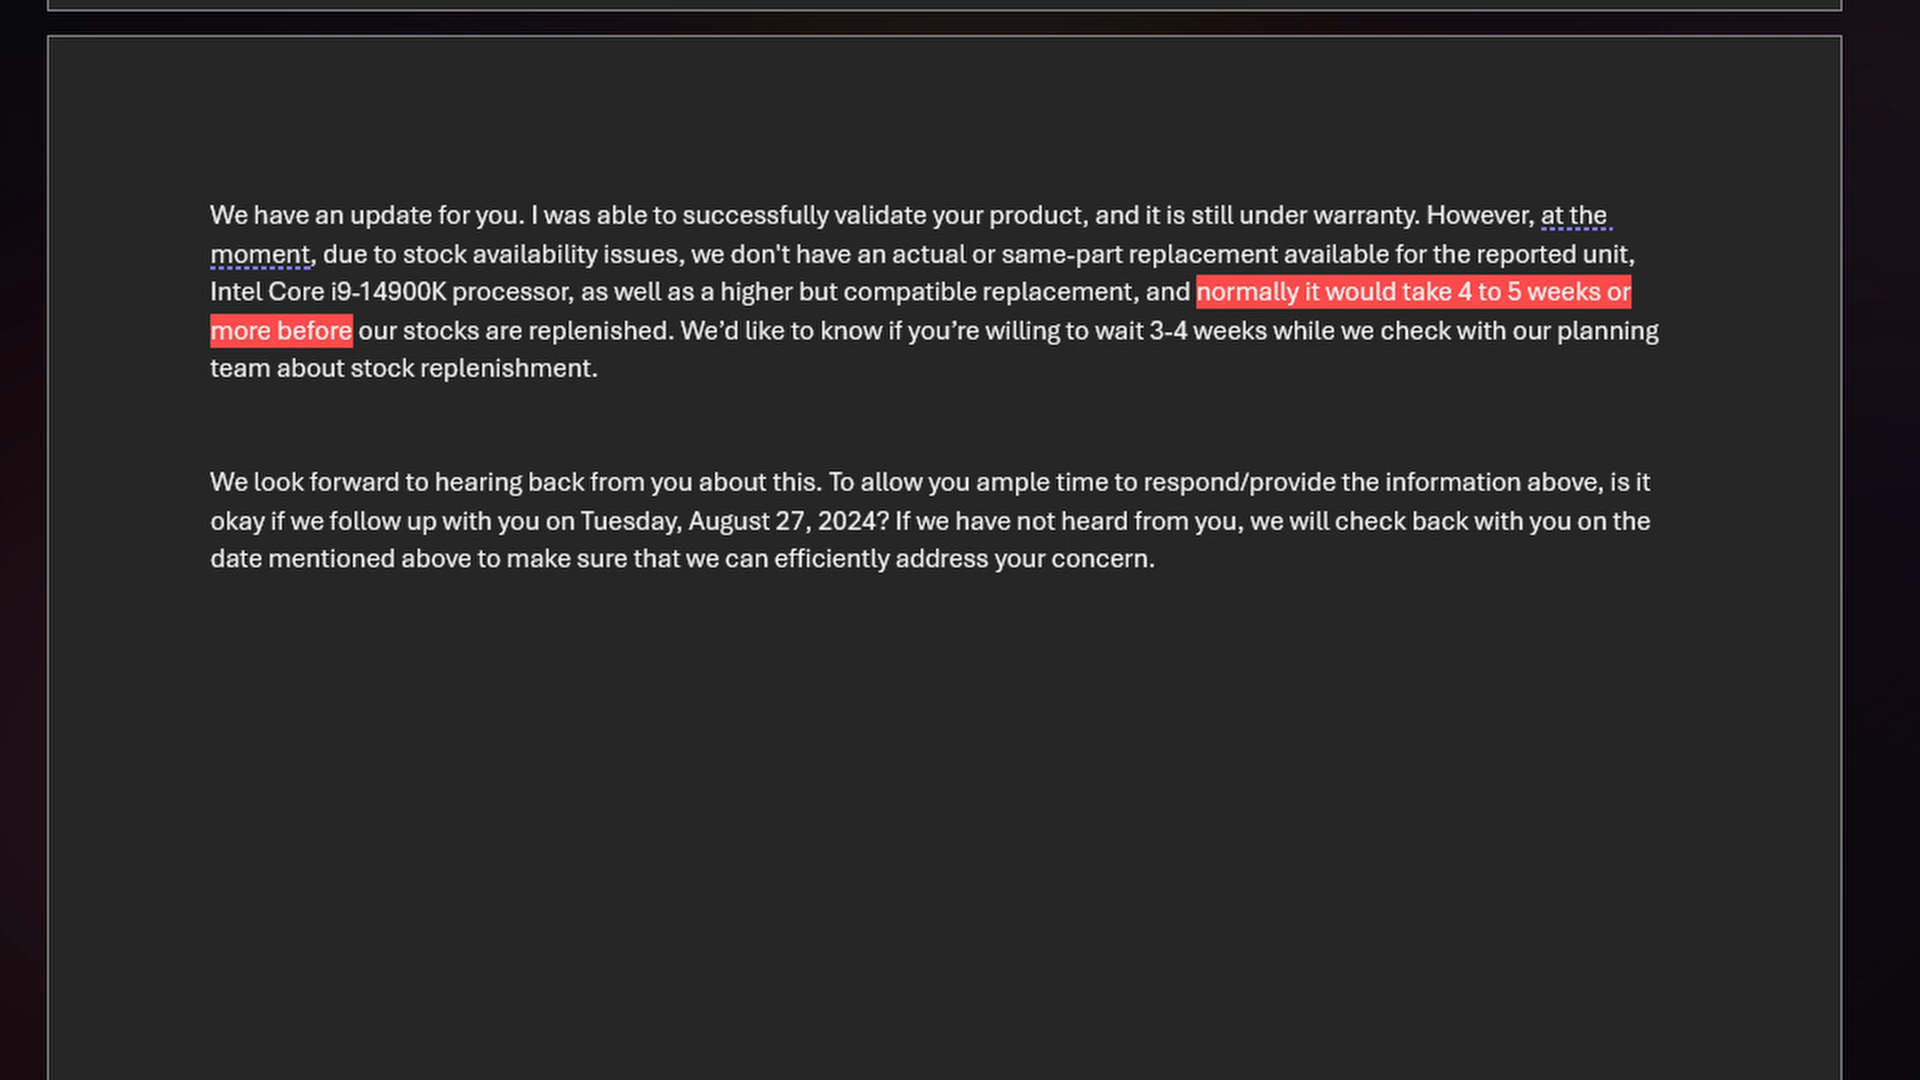 We have an update for you. I was able to successfully validate your product, and it is still under warranty. However, at the
moment, due to stock availability issues, we don't have an actual or same-part replacement available for the reported unit,
Intel Core i9-14900K processor, as well as a higher but compatible replacement, and normally it would take 4 to 5 weeks or
more before our stocks are replenished. We’d like to know if you’re willing to wait 3-4 weeks while we check with our planning
team about stock replenishment.
We look forward to hearing back from you about this. To allow you ample time to respond/provide the information above, is it
okay if we follow up with you on Tuesday, August 27, 2024? If we have not heard from you, we will check back with you on the
date mentioned above to make sure that we can efficiently address your concern.